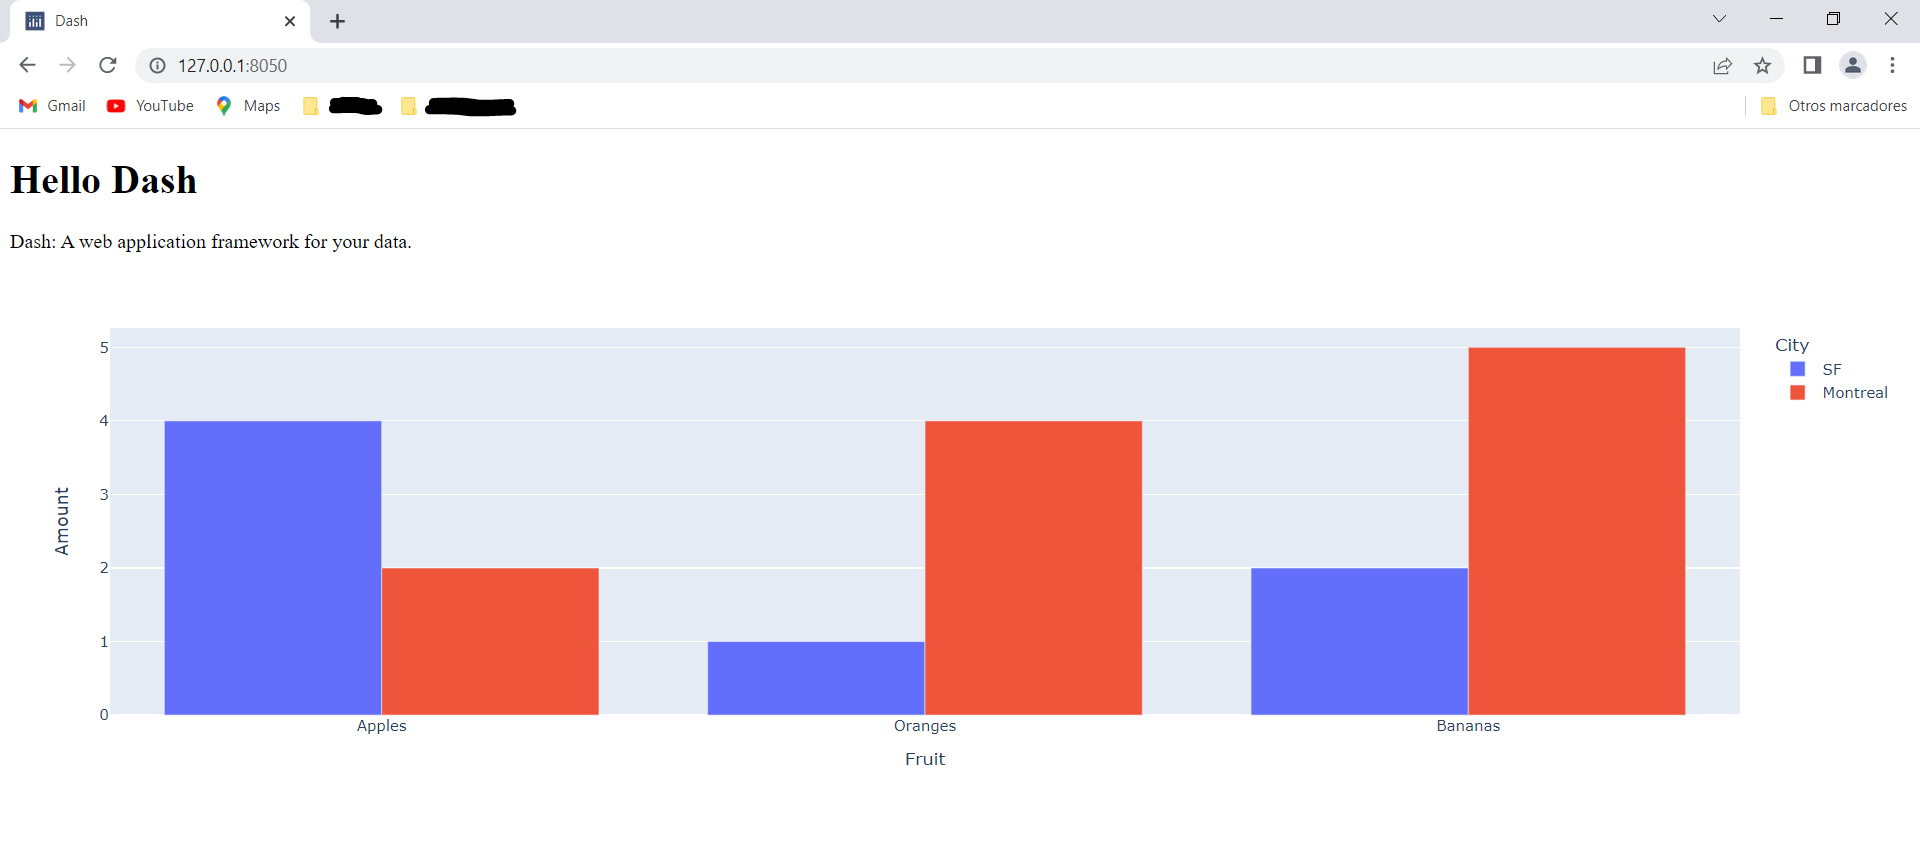 Dash
127.0.0.1:8050
Gmail YouTube Maps Otros marcadores
Hello Dash
Dash: A web application framework for your data.
City
SF
Montreal
5
4
3
2
1
0
Amount
Apples Oranges Bananas
Fruit